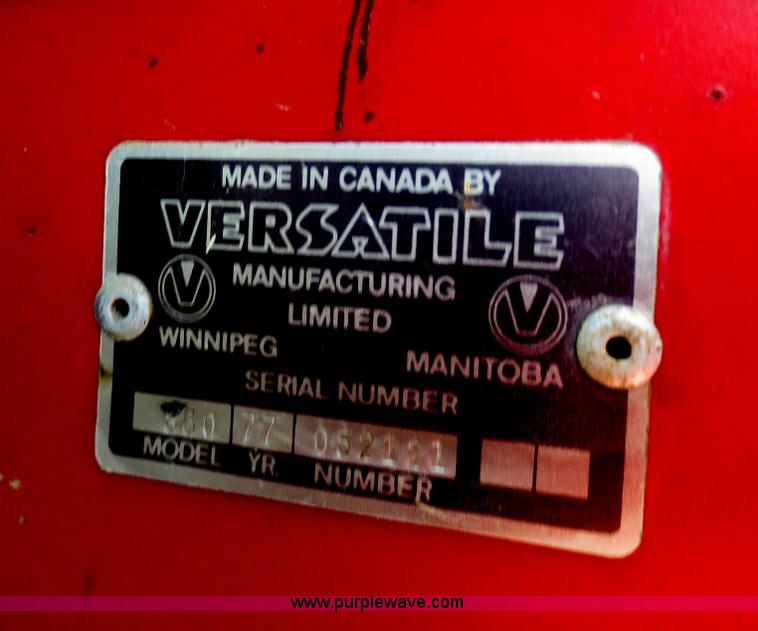 MADE IN CANADA BY
VERSATILE
MANUFACTURING
LIMITED
WINNIPEG
MANITOBA
SERIAL NUMBER
77 052121
MODEL YR. NUMBER
www.purplewave.com